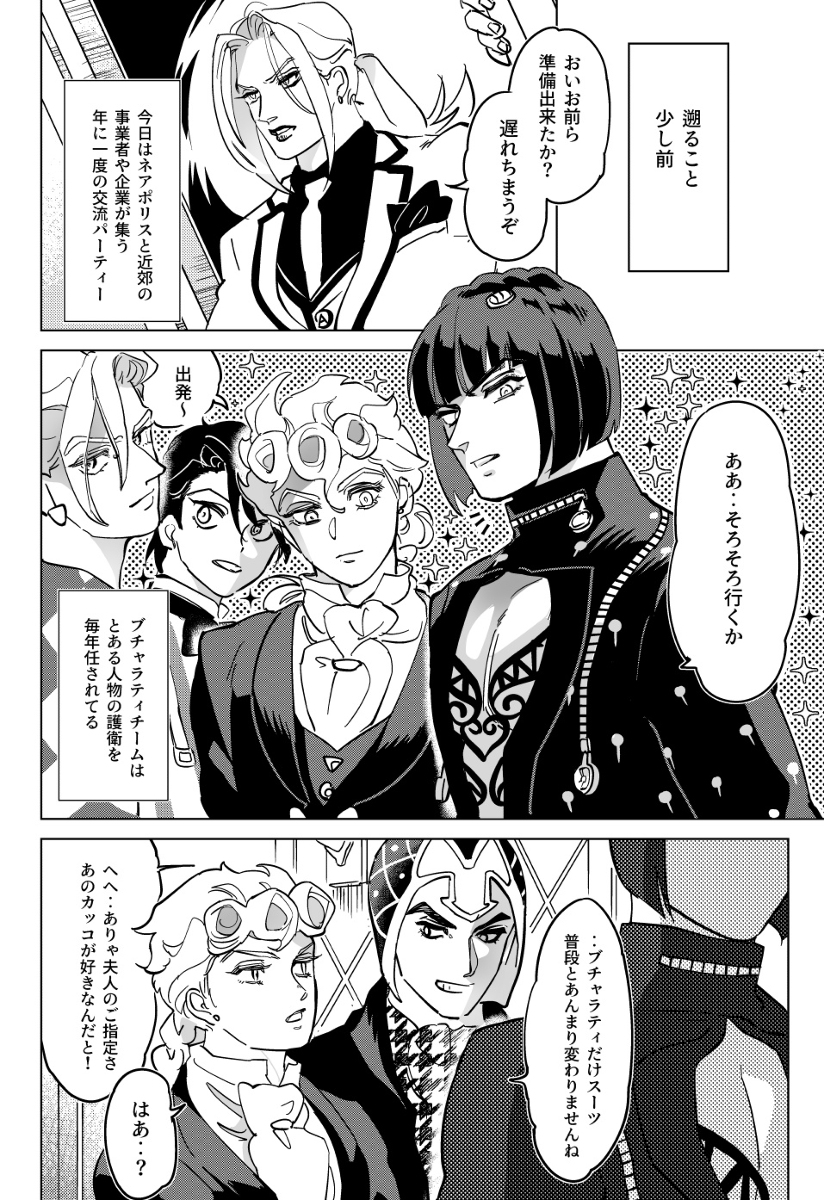 遡ること
少し前
おいお前ら
準備出来たか?
遅れちまうぞ
今日はネアポリスと近郊の
事業者や企業が集う
年に一度の交流パーティー
ああ‥そろそろ行くか
出発〜
ブチャラティチームは
とある人物の護衛を
毎年任されてる
‥ブチャラティだけスーツ
普段とあんまり変わりませんね
へへ‥ありゃ夫人のご指定さ
あのカッコが好きなんだと!
はあ‥?